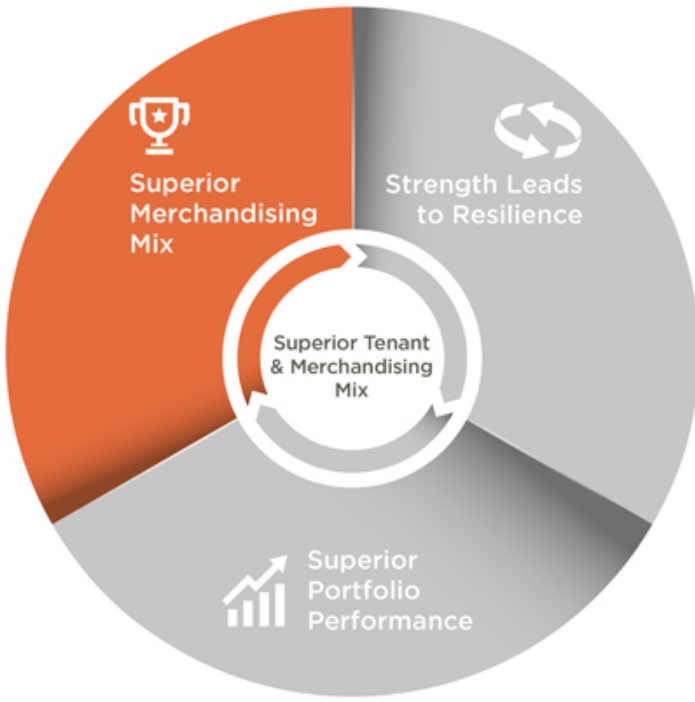 Superior
Merchandising
Mix
Strength Leads
to Resilience
Superior Tenant
& Merchandising
Mix
Superior
Portfolio
Performance